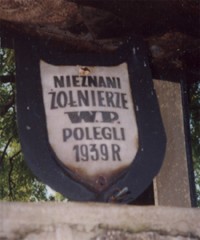 NIEZNANI
ŻOŁNIERZE
W.P.
POLEGLI
1939 R